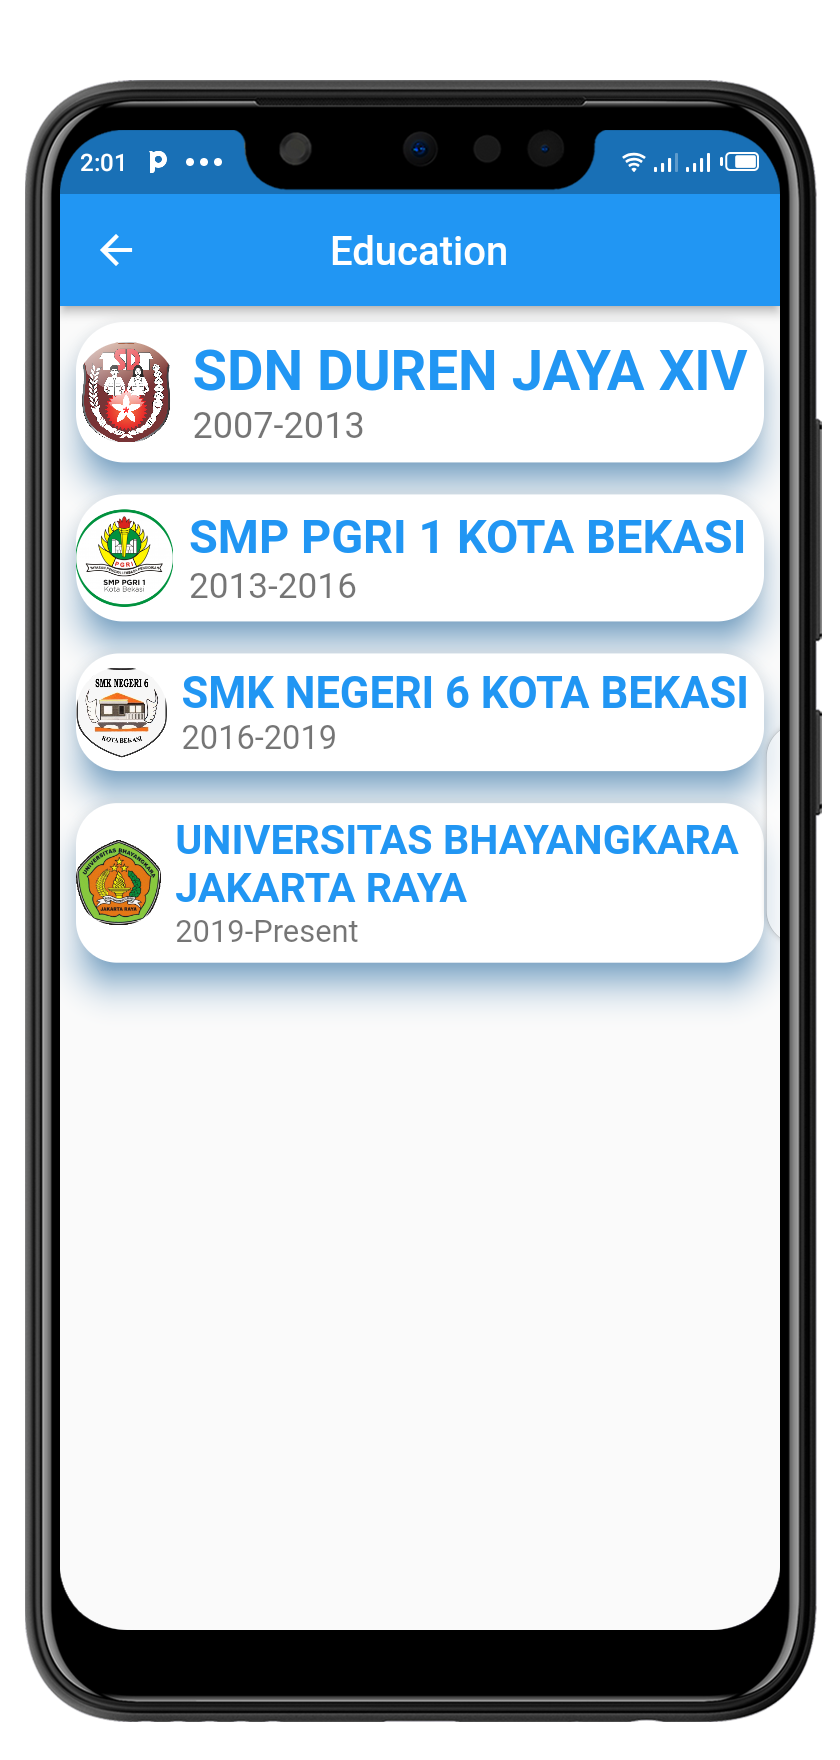 2:01
Education
SD
SDN DUREN JAYA XIV
2007-2013
PGRI
SMP PGRI 1
Kota Bekasi
SMP PGRI 1 KOTA BEKASI
2013-2016
SMK NEGERI 6
KOTA BEKASI
SMK NEGERI 6 KOTA BEKASI
2016-2019
UNIVERSITAS BHAYANGKARA
JAKARTA RAYA
UNIVERSITAS BHAYANGKARA
JAKARTA RAYA
2019-Present